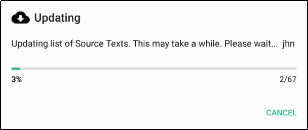 Updating
Updating list of Source Texts. This may take a while. Please wait... jhn
3% 2/67
CANCEL